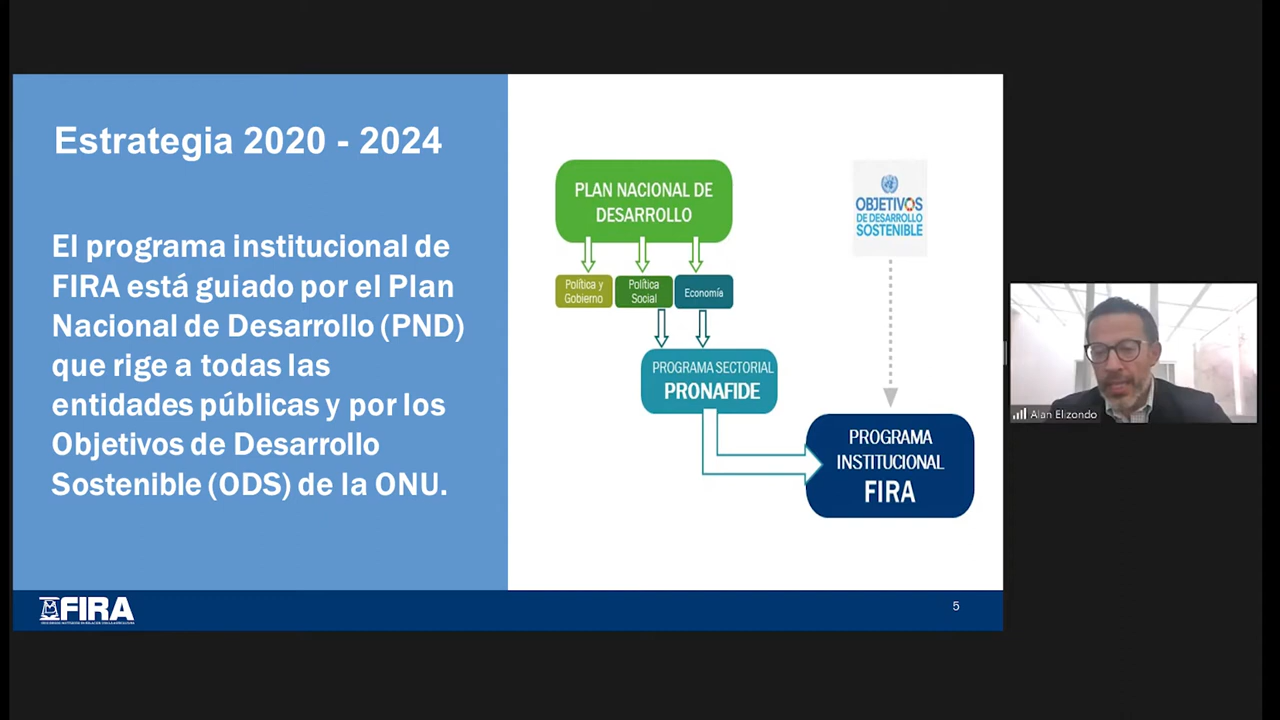 Estrategia 2020 - 2024
El programa institucional de
FIRA está guiado por el Plan
Nacional de Desarrollo (PND)
que rige a todas las
entidades públicas y por los
Objetivos de Desarrollo
Sostenible (ODS) de la ONU.
PLAN NACIONAL DE
DESARROLLO
Política y
Gobierno
Política
Social
Economía
PROGRAMA SECTORIAL
PRONAFIDE
OBJETIVOS
DE DESARROLLO
SOSTENIBLE
PROGRAMA
INSTITUCIONAL
FIRA
FIRA
5
Alan Elizondo